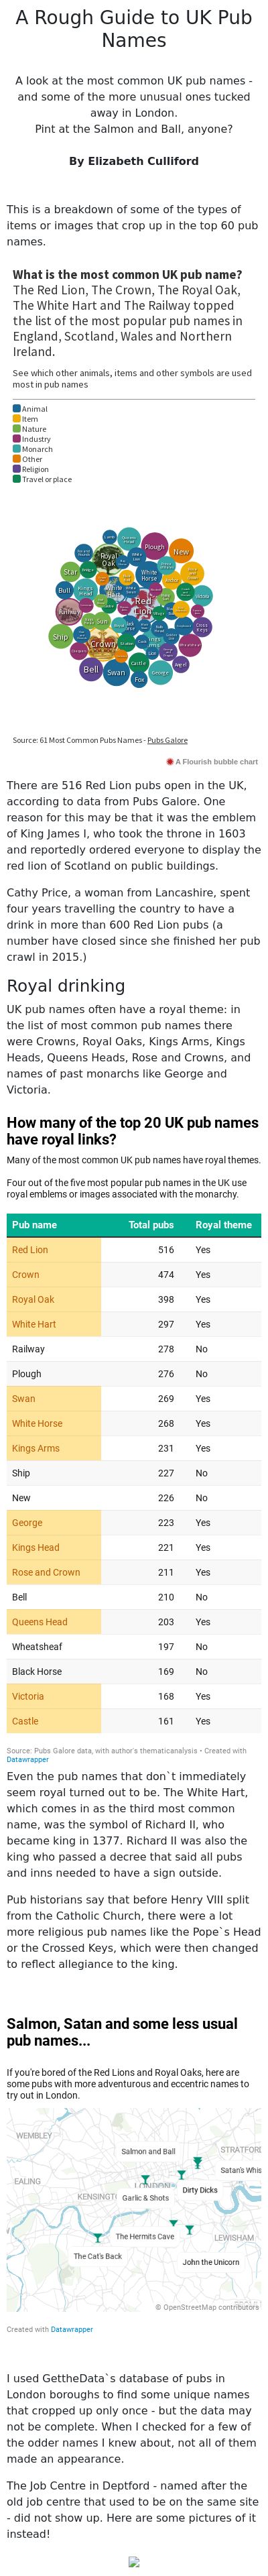 A Rough Guide to UK Pub
Names
A look at the most common UK pub names -
and some of the more unusual ones tucked
away in London.
Pint at the Salmon and Ball, anyone?
By Elizabeth Culliford
This is a breakdown of some of the types of
items or images that crop up in the top 60 pub
names.
What is the most common UK pub name?
The Red Lion, The Crown, The Royal Oak,
The White Hart and The Railway topped
the list of the most popular pub names in
England, Scotland, Wales and Northern
Ireland.
See which other animals, items and other symbols are used
most in pub names
Animal
Item
Nature
Industry
Monarch
Other
Religion
Travel or place
Plough
New
Royal
Oak
White
Horse
Star
Bull
Red
Lion
Railway
Sun
Ship
Crown
Cross
Keys
Bell
Swan
Castle
Fox
George
Angel
Victoria
Source: 61 Most Common Pubs Names - Pubs Galore
A Flourish bubble chart
There are 516 Red Lion pubs open in the UK,
according to data from Pubs Galore. One
reason for this may be that it was the emblem
of King James I, who took the throne in 1603
and reportedly ordered everyone to display the
red lion of Scotland on public buildings.
Cathy Price, a woman from Lancashire, spent
four years travelling the country to have a
drink in more than 600 Red Lion pubs (a
number have closed since she finished her pub
crawl in 2015.)
Royal drinking
UK pub names often have a royal theme: in
the list of most common pub names there
were Crowns, Royal Oaks, Kings Arms, Kings
Heads, Queens Heads, Rose and Crowns, and
names of past monarchs like George and
Victoria.
How many of the top 20 UK pub names
have royal links?
Many of the most common UK pub names have royal themes.
Four out of the five most popular pub names in the UK use
royal emblems or images associated with the monarchy.
Pub name Total pubs Royal theme
Red Lion 516 Yes
Crown 474 Yes
Royal Oak 398 Yes
White Hart 297 Yes
Railway 278 No
Plough 276 No
Swan 269 Yes
White Horse 268 Yes
Kings Arms 231 Yes
Ship 227 No
New 226 No
George 223 Yes
Kings Head 221 Yes
Rose and Crown 211 Yes
Bell 210 No
Queens Head 203 Yes
Wheatsheaf 197 No
Black Horse 169 No
Victoria 168 Yes
Castle 161 Yes
Source: Pubs Galore data, with author's thematicanalysis • Created with
Datawrapper
Even the pub names that don`t immediately
seem royal turned out to be. The White Hart,
which comes in as the third most common
name, was the symbol of Richard II, who
became king in 1377. Richard II was also the
king who passed a decree that said all pubs
and inns needed to have a sign outside.
Pub historians say that before Henry VIII split
from the Catholic Church, there were a lot
more religious pub names like the Pope`s Head
or the Crossed Keys, which were then changed
to reflect allegiance to the king.
Salmon, Satan and some less usual
pub names...
If you're bored of the Red Lions and Royal Oaks, here are
some pubs with more adventurous and eccentric names to
try out in London.
WEMBLEY
Salmon and Ball
STRATFORD
EALING
LONDON
Satan's Whis
KENSINGT
Dirty Dicks
Garlic & Shots
The Hermits Cave
LEWISHAM
The Cat's Back
John the Unicorn
© OpenStreetMap contributors
Created with Datawrapper
I used GettheData`s database of pubs in
London boroughs to find some unique names
that cropped up only once - but the data may
not be complete. When I checked for a few of
the odder names I knew about, not all of them
made an appearance.
The Job Centre in Deptford - named after the
old job centre that used to be on the same site
- did not show up. Here are some pictures of it
instead!